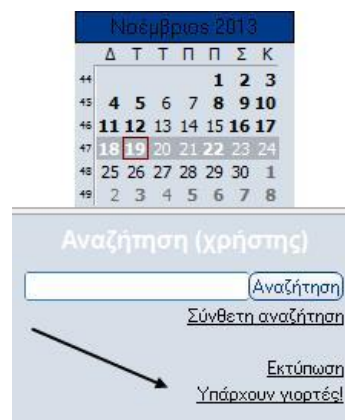 Νοέμβριος 2013
Δ Τ Τ Π Π Σ Κ
44 1 2 3
45 4 5 6 7 8 9 10
46 11 12 13 14 15 16 17
47 18 19 20 21 22 23 24
48 25 26 27 28 29 30 1
49 2 3 4 5 6 7 8
Αναζήτηση (χρήστης)
Αναζήτηση
Σύνθετη αναζήτηση
Εκτύπωση
Υπάρχουν γιορτές!